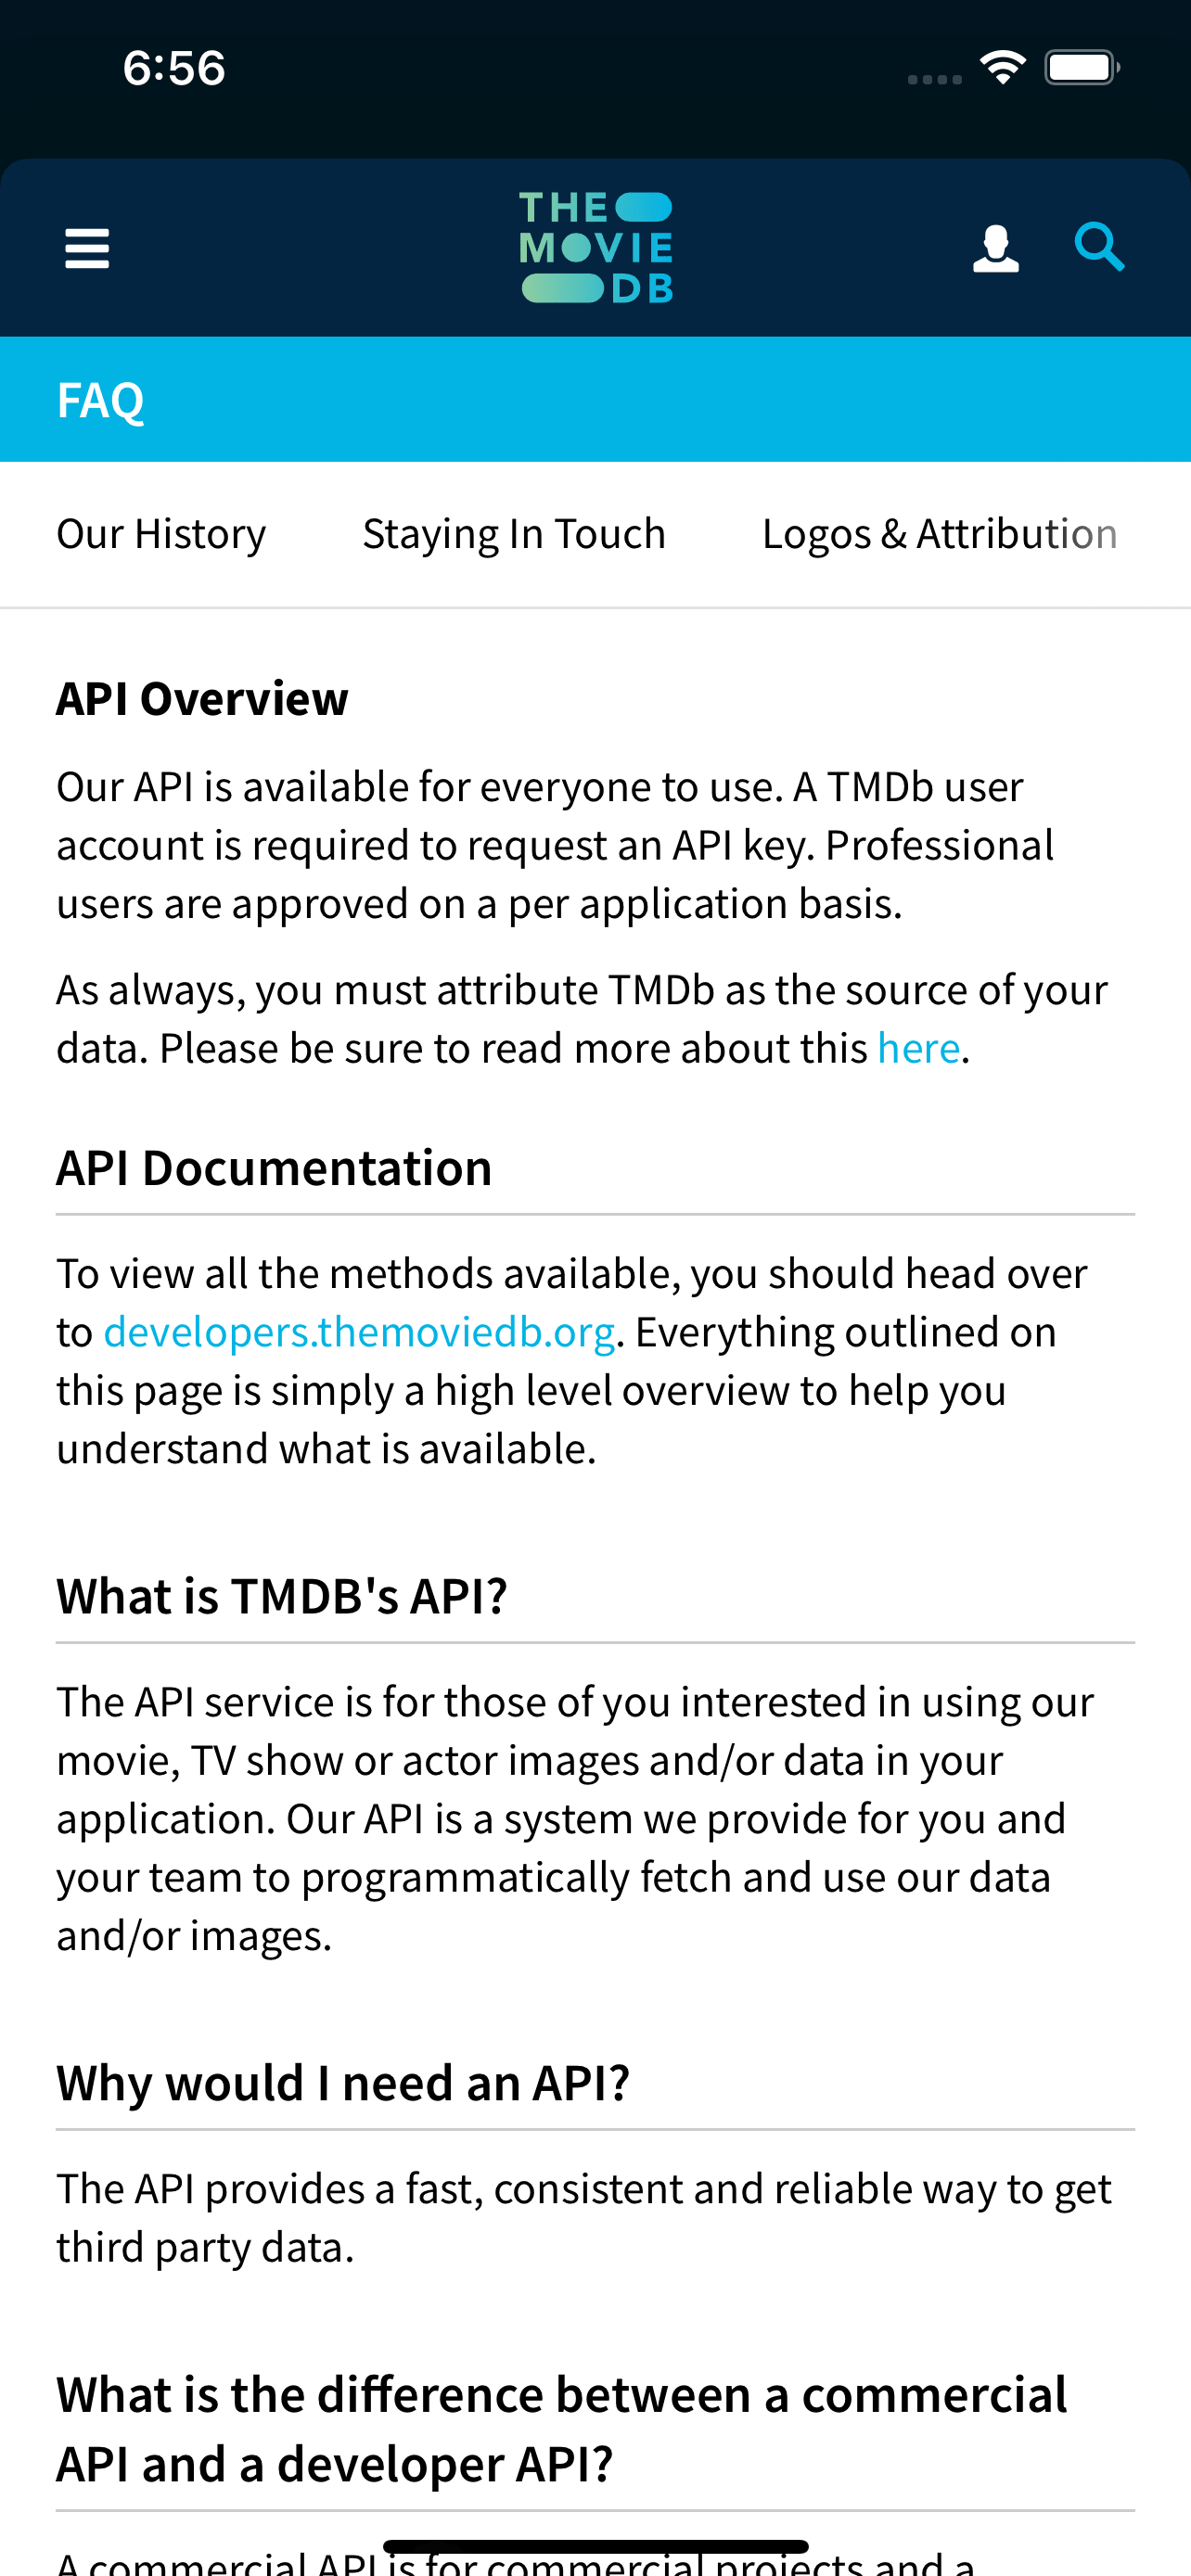 6:56
THE
MOVIE
DB
FAQ
Our History Staying In Touch Logos & Attribution
API Overview
Our API is available for everyone to use. A TMDb user
account is required to request an API key. Professional
users are approved on a per application basis.
As always, you must attribute TMDb as the source of your
data. Please be sure to read more about this here.
API Documentation
To view all the methods available, you should head over
to developers.themoviedb.org. Everything outlined on
this page is simply a high level overview to help you
understand what is available.
What is TMDB's API?
The API service is for those of you interested in using our
movie, TV show or actor images and/or data in your
application. Our API is a system we provide for you and
your team to programmatically fetch and use our data
and/or images.
Why would I need an API?
The API provides a fast, consistent and reliable way to get
third party data.
What is the difference between a commercial
API and a developer API?
A commercial API is for commercial projects and a